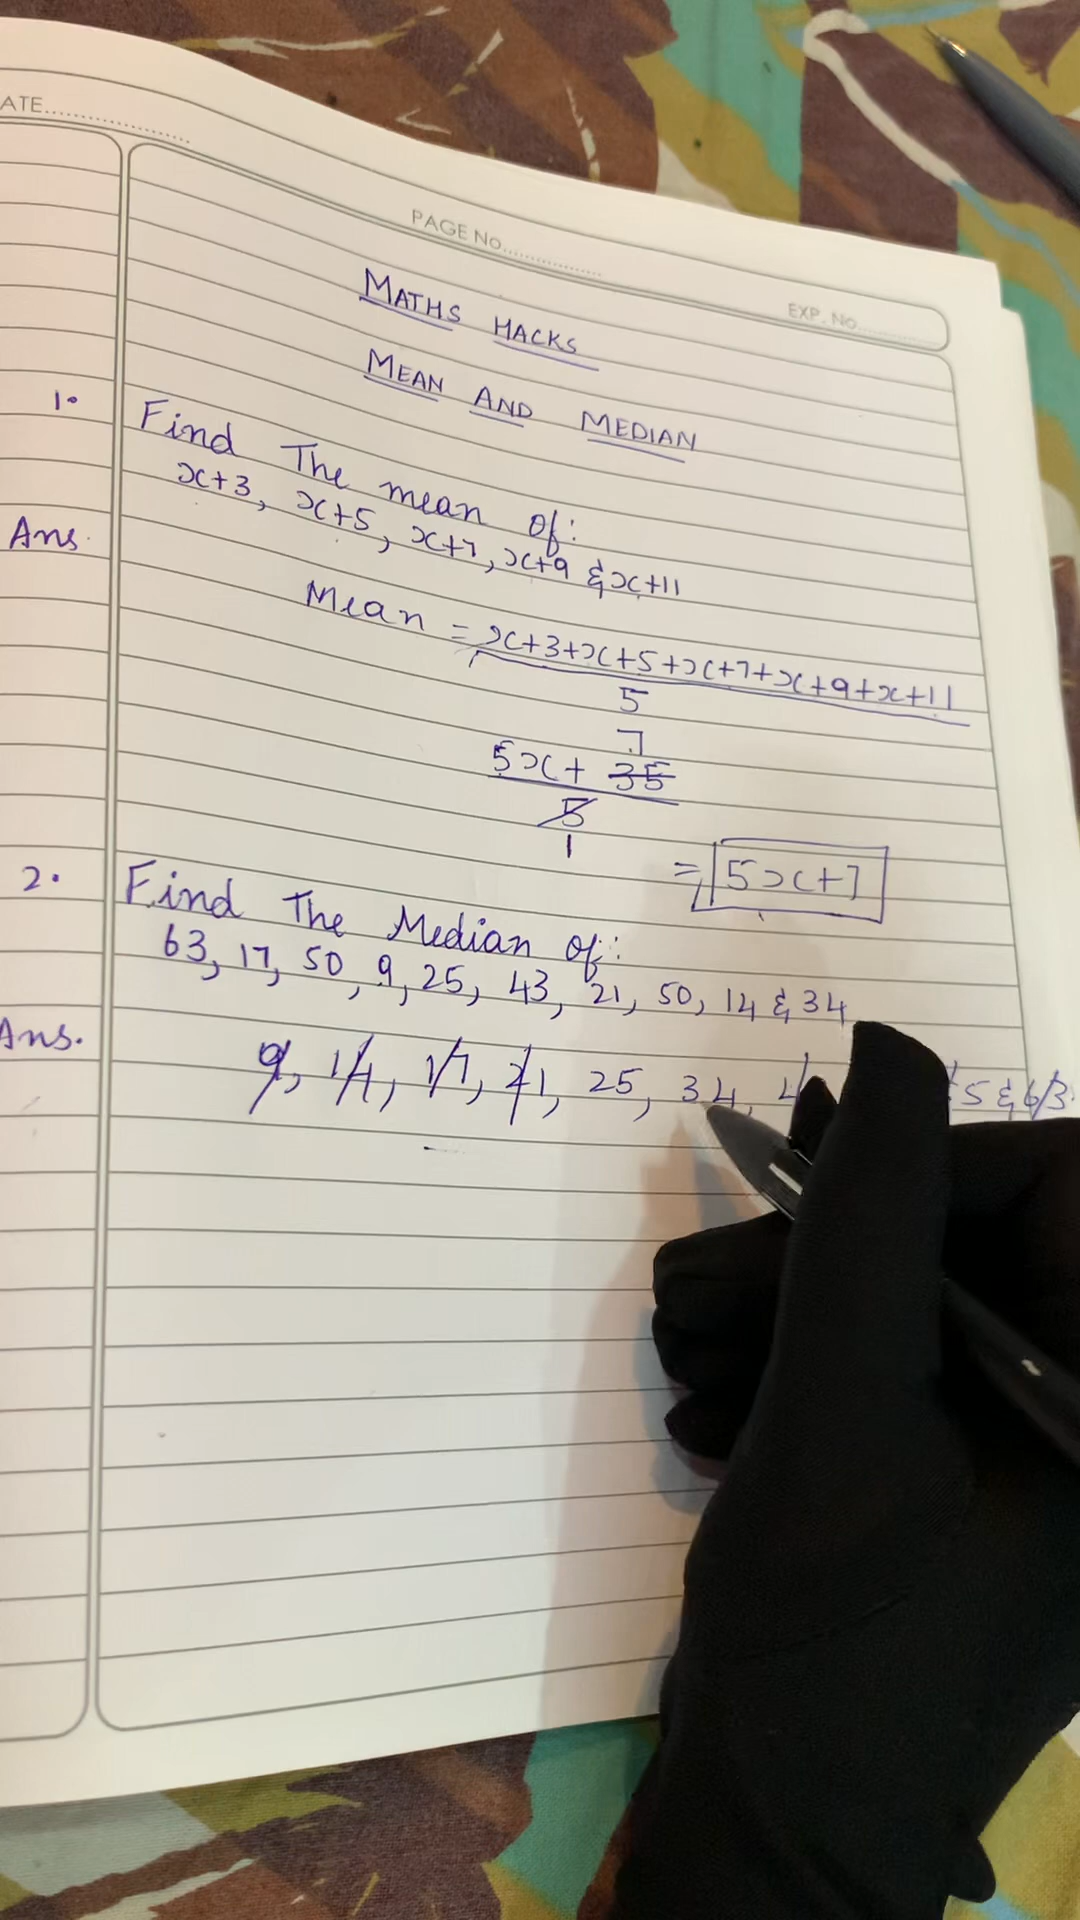 ATE
PAGE No.
EXP. No.
MATHS HACKS
MEAN AND MEDIAN
1. Find The mean of:
x+3, x+5, x+7, x+9 & x+11
Ans.
Mean = x+3+x+5+x+7+x+9+x+11
5
7
5x+ 35
5
1
= 5x+7
2. Find The Median of:
63, 17, 50, 9, 25, 43, 21, 50, 14 & 34
Ans.
9, 14, 17, 21, 25, 34, 4 5 & 63